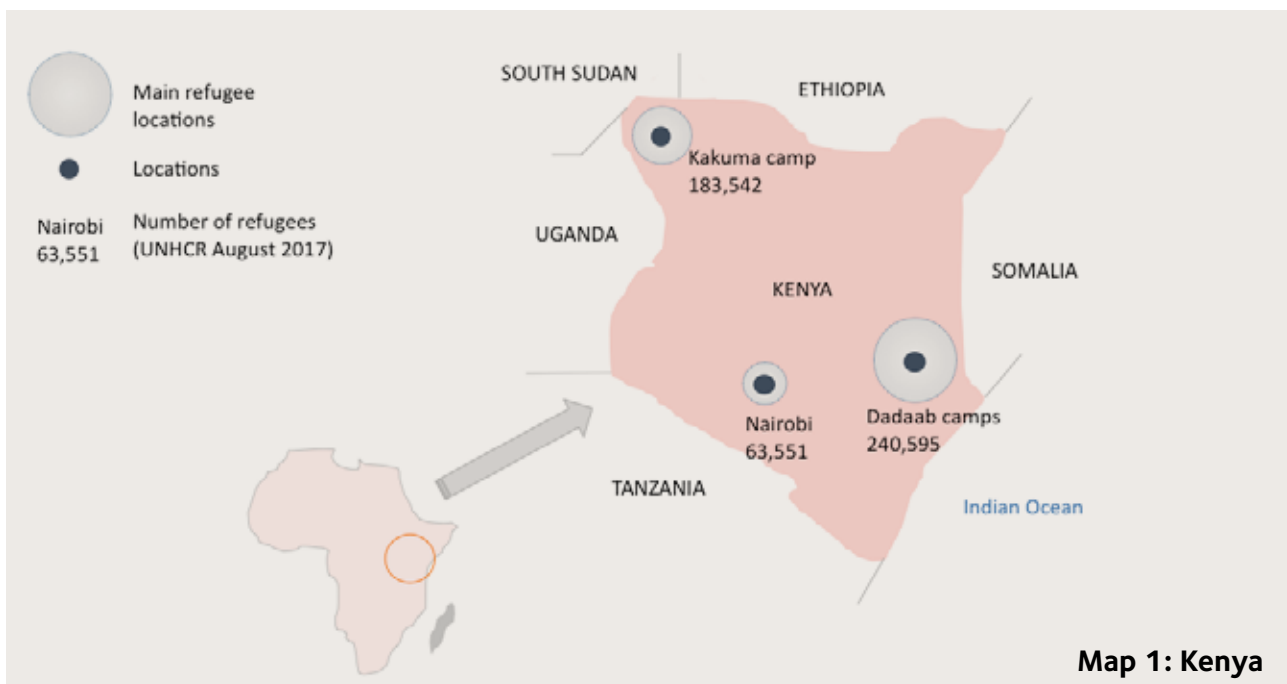 Main refugee
locations
Locations
Nairobi
63,551
Number of refugees
(UNHCR August 2017)
SOUTH SUDAN
ETHIOPIA
Kakuma camp
183,542
UGANDA
SOMALIA
KENYA
Nairobi
63,551
Dadaab camps
240,595
TANZANIA
Indian Ocean
Map 1: Kenya